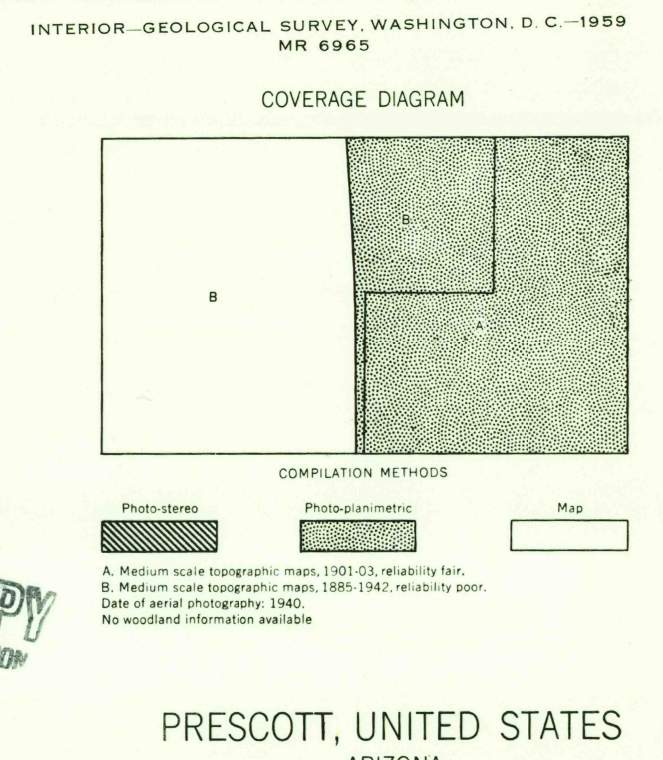 INTERIOR—GEOLOGICAL SURVEY, WASHINGTON, D. C.—1959
MR 6965
COVERAGE DIAGRAM
B
B
A
COMPILATION METHODS
Photo-stereo
Photo-planimetric
Map
A. Medium scale topographic maps, 1901-03, reliability fair.
B. Medium scale topographic maps, 1885-1942, reliability poor.
Date of aerial photography: 1940.
No woodland information available
PRESCOTT, UNITED STATES
ARIZONA